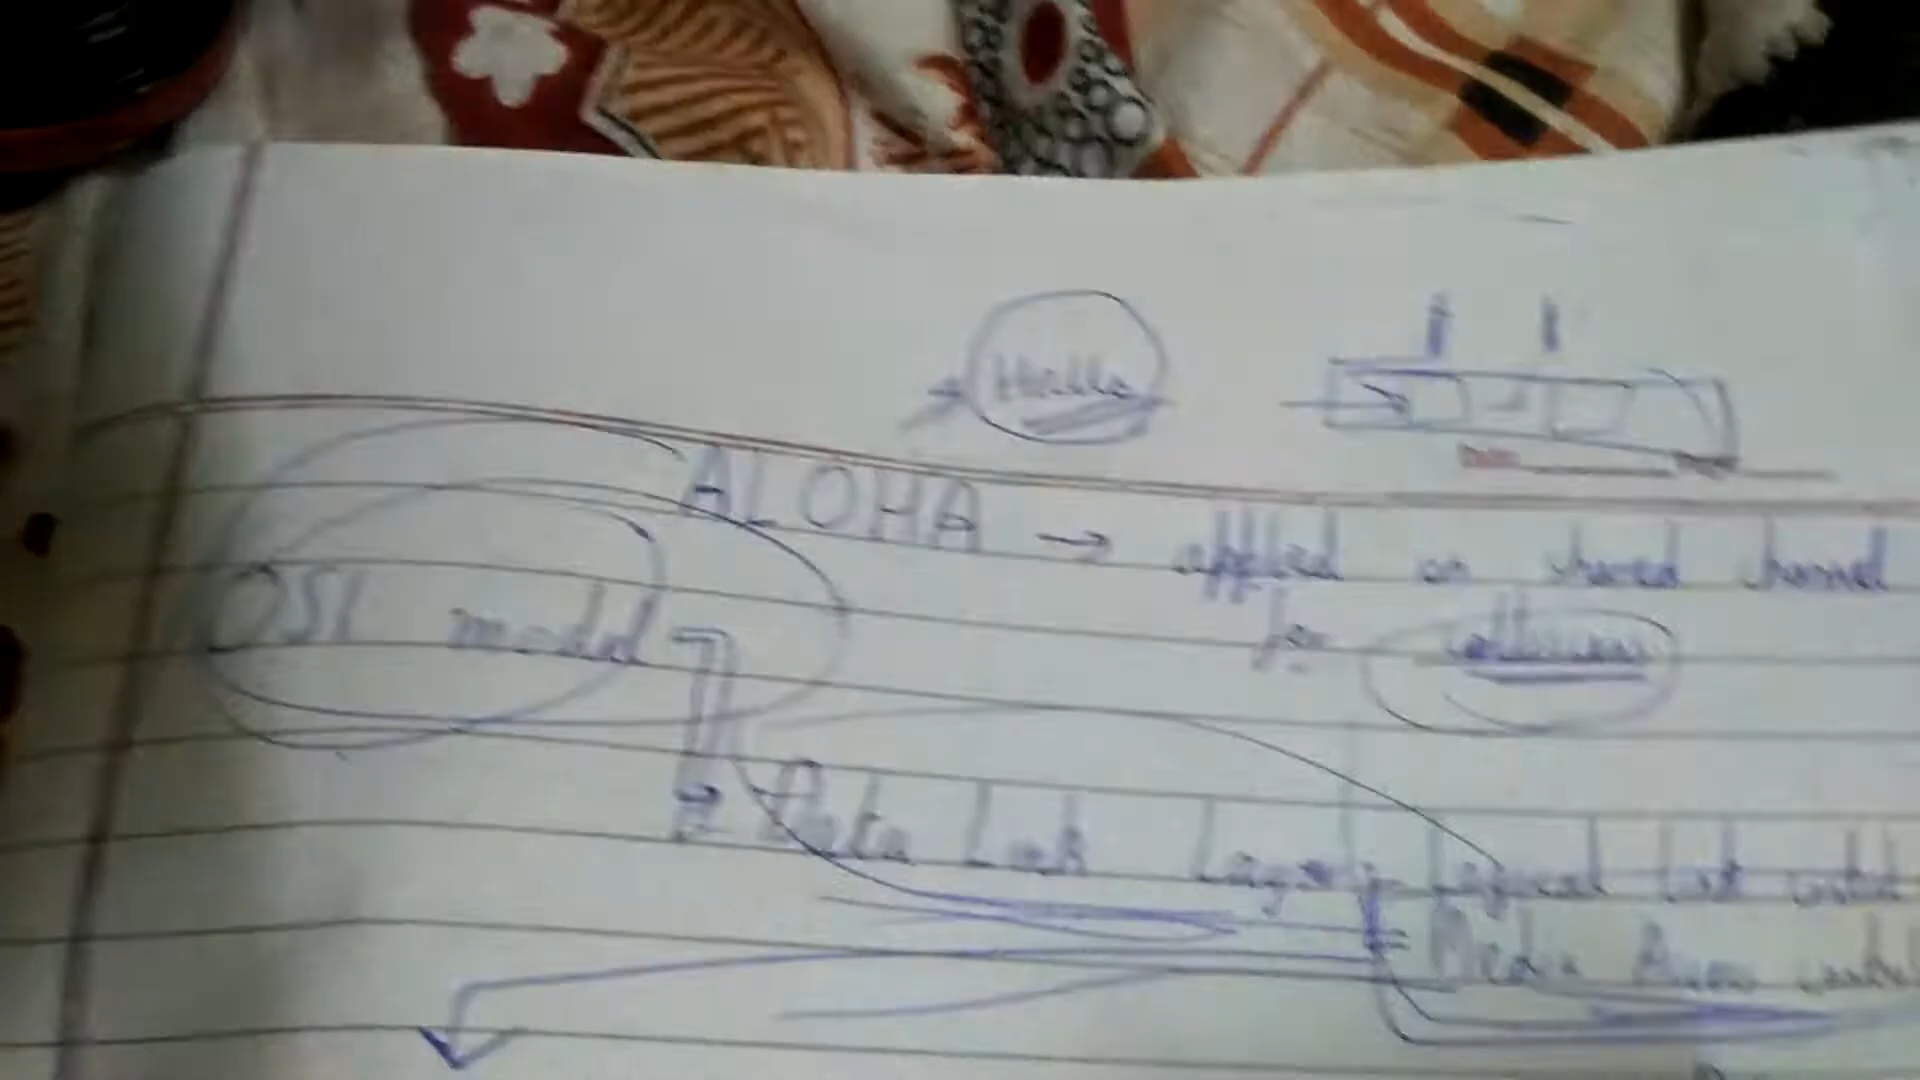 Hello
ALOHA → applied on shared channel
for collisions
OSI model
→ Data Link Layer Logical link control
Media Access control